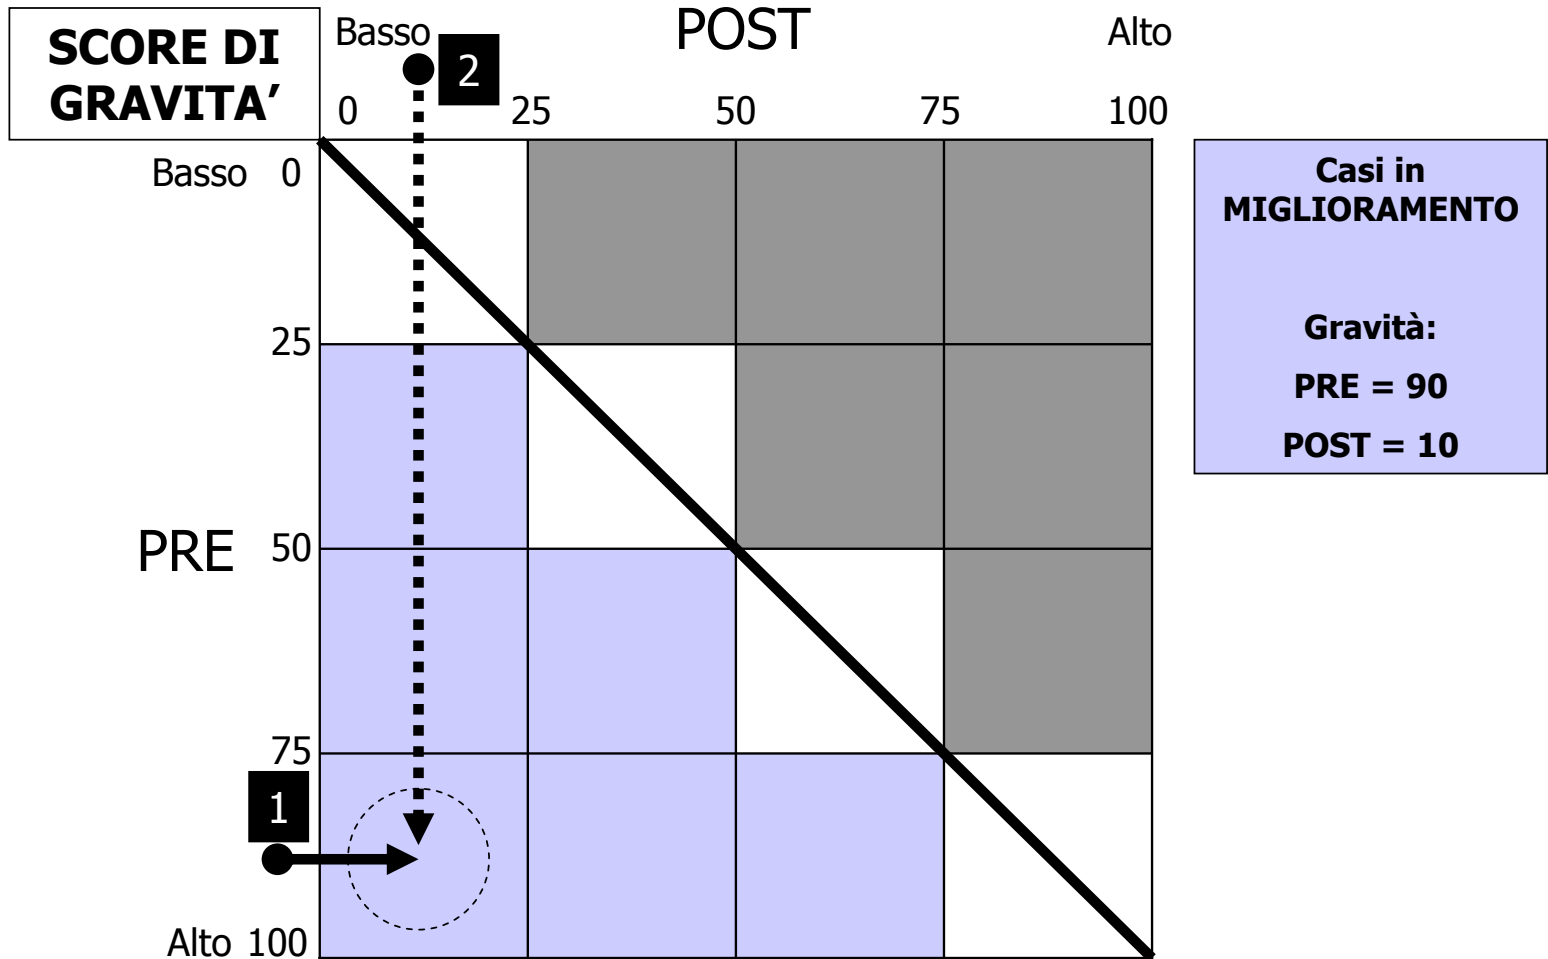 SCORE DI
GRAVITA’
Basso
POST
Alto
2
0
25
50
75
100
Basso 0
25
PRE
50
75
1
Alto 100
Casi in
MIGLIORAMENTO
Gravità:
PRE = 90
POST = 10